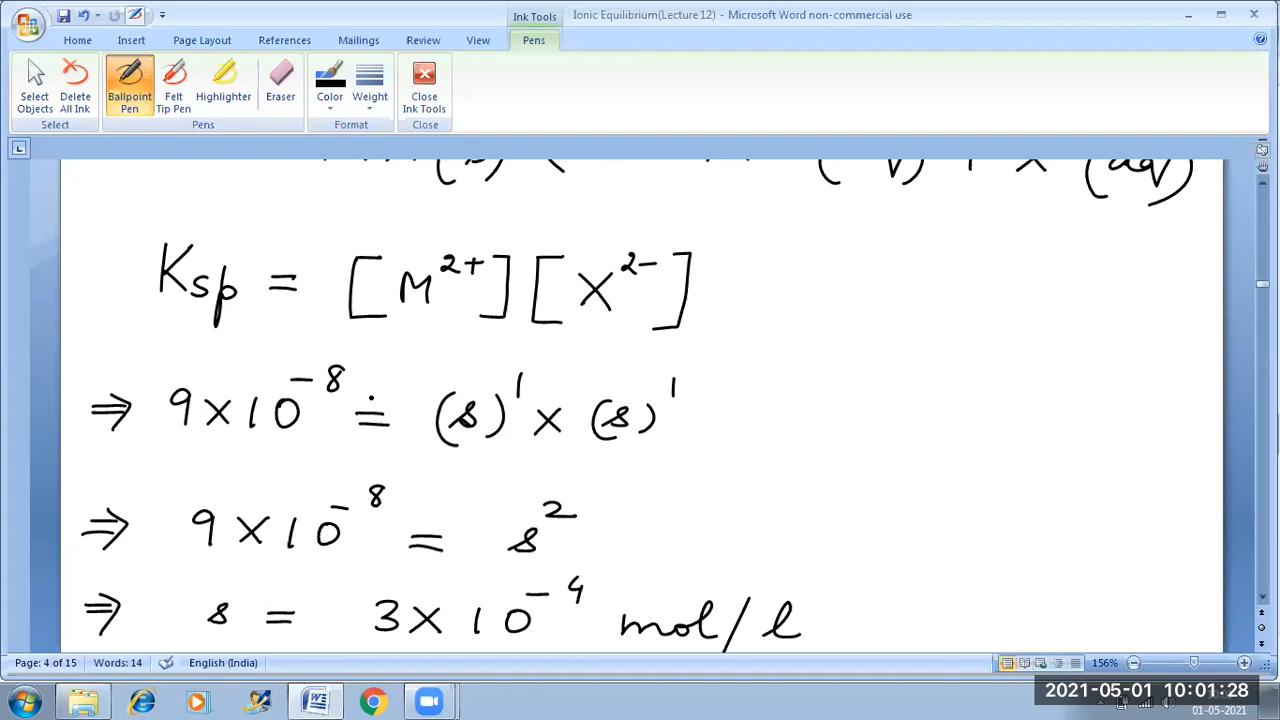 Ink Tools
Ionic Equilibrium(Lecture 12) - Microsoft Word non-commercial use
Home Insert Page Layout References Mailings Review View Pens
Select Objects
Delete All Ink
Ballpoint Pen
Felt Tip Pen
Highlighter
Eraser
Color
Weight
Close Ink Tools
Select Pens Format Close
(s) (aq) + X (aq)
Ksp = [M²⁺][X²⁻]
⇒ 9×10⁻⁸ = (s)¹ × (s)¹
⇒ 9×10⁻⁸ = s²
⇒ s = 3×10⁻⁴ mol/l
Page: 4 of 15 Words: 14 English (India) 156%
2021-05-01 10:01:28
01-05-2021